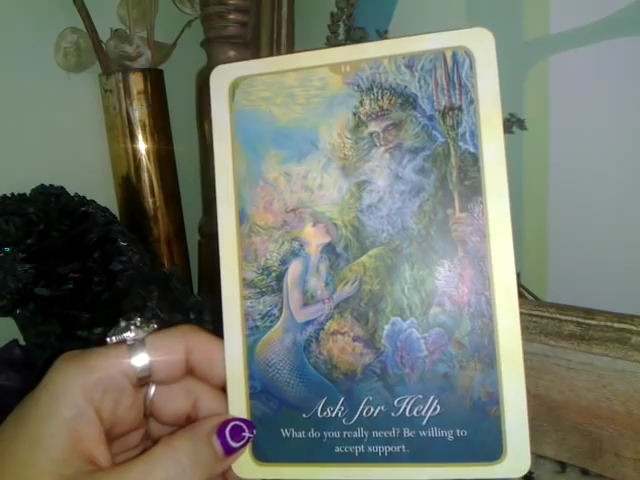 Ask for Help
What do you really need? Be willing to
accept support.